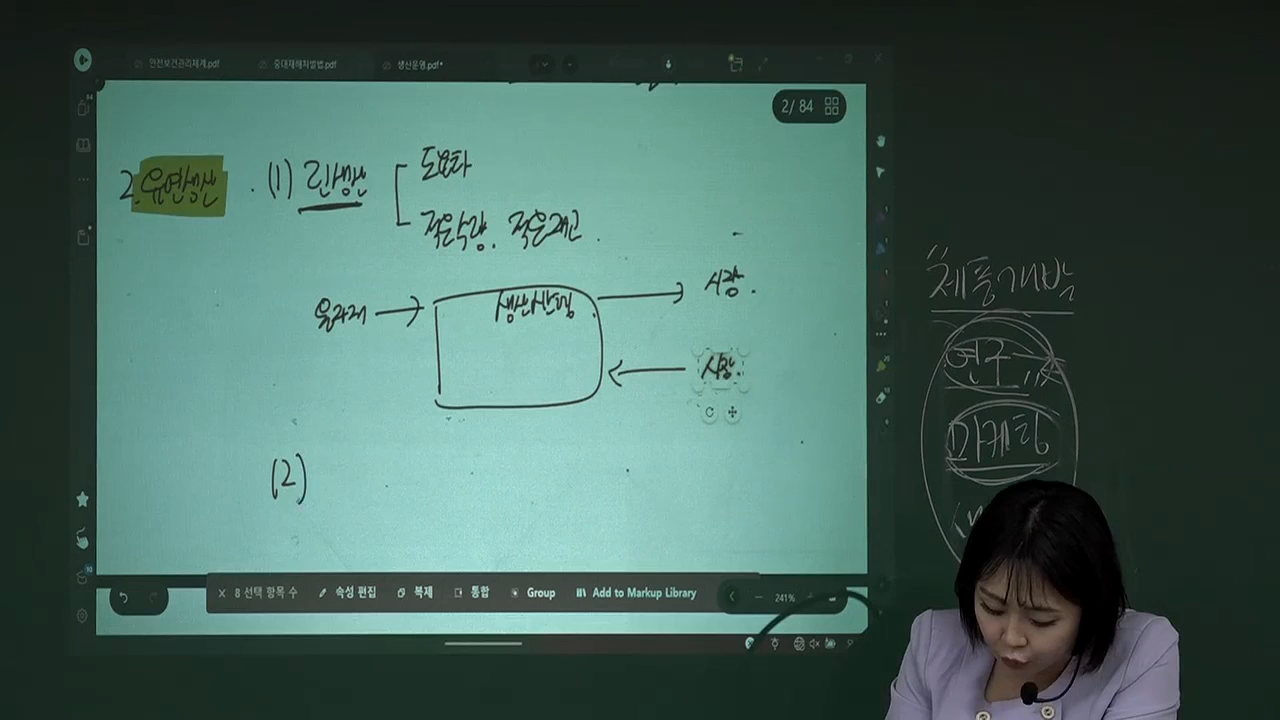 안전보건관리체계.pdf 중대재해처벌법.pdf 생산운영.pdf*
2/84
2. 유연생산 . (1) 린생산
도요타
적은수량. 적은재고.
원자재 → 생산시스템 → 시장.
시장.
(2)
× 8 선택 항목 수 속성 편집 복제 통합 Group Add to Markup Library
241%
제품개발
연구
마케팅